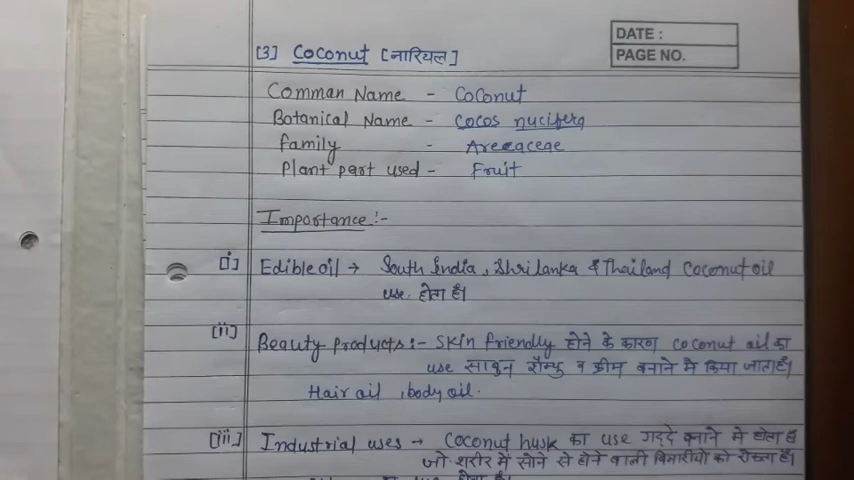 DATE :
PAGE NO.
[3] Coconut [नारियल]
Comman Name - Coconut
Botanical Name - Cocos nucifera
family - Arecaceae
Plant part used - Fruit
Importance :-
[i] Edible oil → South India, Shri lanka & Thailand Coconut oil
use होता है।
[ii] Beauty products :- Skin friendly होने के कारण coconut oil का
use साबुन शैम्पु व क्रीम बनाने में किया जाता है।
Hair oil, body oil.
[iii] Industrial uses → Coconut husk का use गद्दे बनाने में होता है
जो शरीर में सोने से होने वाली बिमारीयो को रोकता है।